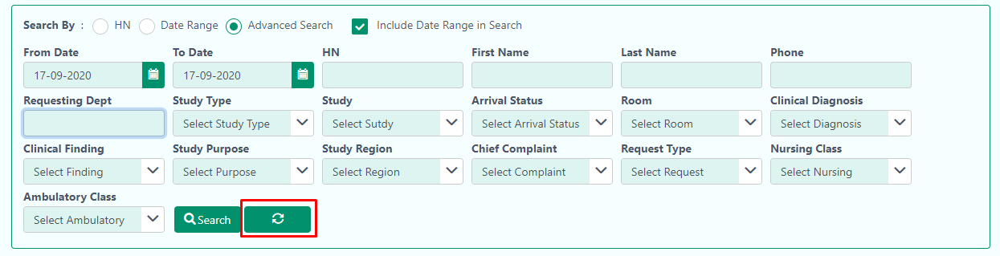 Search By : HN Date Range Advanced Search Include Date Range in Search
From Date To Date HN First Name Last Name Phone
17-09-2020 17-09-2020
Requesting Dept Study Type Study Arrival Status Room Clinical Diagnosis
Select Study Type Select Sutdy Select Arrival Status Select Room Select Diagnosis
Clinical Finding Study Purpose Study Region Chief Complaint Request Type Nursing Class
Select Finding Select Purpose Select Region Select Complaint Select Request Select Nursing
Ambulatory Class
Select Ambulatory Search